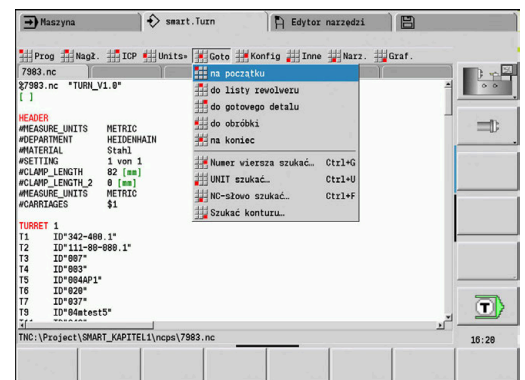 Maszyna smart.Turn Edytor narzędzi
Prog Nagł. ICP Units» Goto Konfig Inne Narz. Graf.
7983.nc
%7983.nc "TURN_V1.0"
[ ]
HEADER
#MEASURE_UNITS METRIC
#DEPARTMENT HEIDENHAIN
#MATERIAL Stahl
#SETTING 1 von 1
#CLAMP_LENGTH 82 [mm]
#CLAMP_LENGTH_2 0 [mm]
#MEASURE_UNITS METRIC
#CARRIAGES $1
TURRET 1
T1 ID"342-400.1"
T2 ID"111-80-080.1"
T3 ID"007"
T4 ID"003"
T5 ID"004AP1"
T6 ID"020"
T7 ID"037"
T9 ID"04mtest5"
na początku
do listy revolveru
do gotowego detalu
do obróbki
na koniec
Numer wiersza szukać… Ctrl+G
UNIT szukać… Ctrl+U
NC-słowo szukać… Ctrl+F
Szukać konturu…
TNC:\Project\SMART_KAPITEL1\ncps\7983.nc
T
16:20